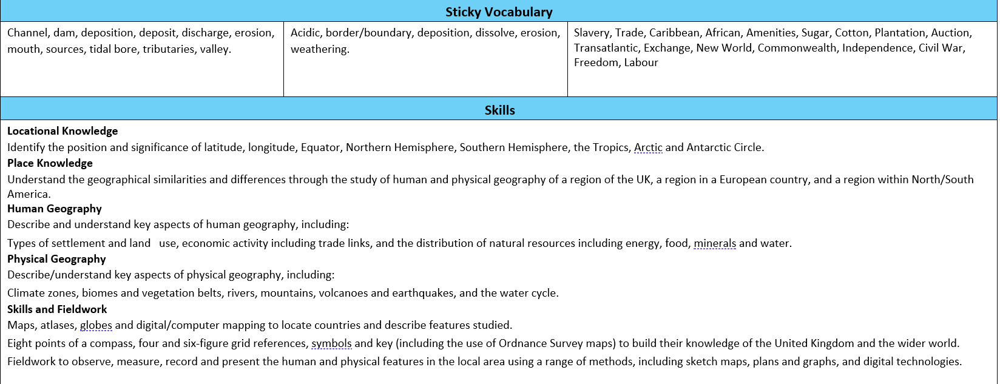 Sticky Vocabulary
Channel, dam, deposition, deposit, discharge, erosion,
mouth, sources, tidal bore, tributaries, valley.
Acidic, border/boundary, deposition, dissolve, erosion,
weathering.
Slavery, Trade, Caribbean, African, Amenities, Sugar, Cotton, Plantation, Auction,
Transatlantic, Exchange, New World, Commonwealth, Independence, Civil War,
Freedom, Labour
Skills
Locational Knowledge
Identify the position and significance of latitude, longitude, Equator, Northern Hemisphere, Southern Hemisphere, the Tropics, Arctic and Antarctic Circle.
Place Knowledge
Understand the geographical similarities and differences through the study of human and physical geography of a region of the UK, a region in a European country, and a region within North/South
America.
Human Geography
Describe and understand key aspects of human geography, including:
Types of settlement and land use, economic activity including trade links, and the distribution of natural resources including energy, food, minerals and water.
Physical Geography
Describe/understand key aspects of physical geography, including:
Climate zones, biomes and vegetation belts, rivers, mountains, volcanoes and earthquakes, and the water cycle.
Skills and Fieldwork
Maps, atlases, globes and digital/computer mapping to locate countries and describe features studied.
Eight points of a compass, four and six-figure grid references, symbols and key (including the use of Ordnance Survey maps) to build their knowledge of the United Kingdom and the wider world.
Fieldwork to observe, measure, record and present the human and physical features in the local area using a range of methods, including sketch maps, plans and graphs, and digital technologies.